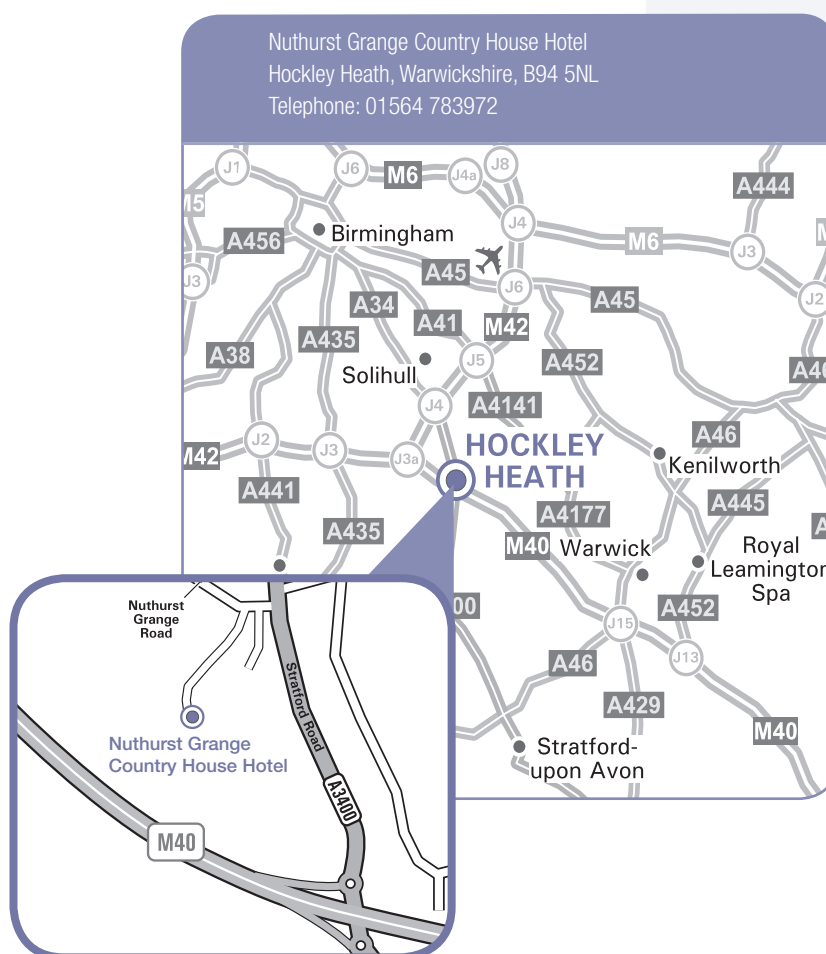 Nuthurst Grange Country House Hotel
Hockley Heath, Warwickshire, B94 5NL
Telephone: 01564 783972
J1
J6
M6
J4a
J8
A444
A456
Birmingham
J4
M6
J3
J3
A45
J6
A45
J2
A34
A41
M42
A435
A38
Solihull
J5
A452
J4
A4141
A46
J2
J3
J3a
HOCKLEY
HEATH
Kenilworth
A441
A435
A4177
A445
M40
Warwick
Royal
Leamington
Spa
A452
J15
J13
A46
A429
M40
Stratford-
upon Avon
Nuthurst
Grange
Road
Stratford Road
Nuthurst Grange
Country House Hotel
A3400
M40